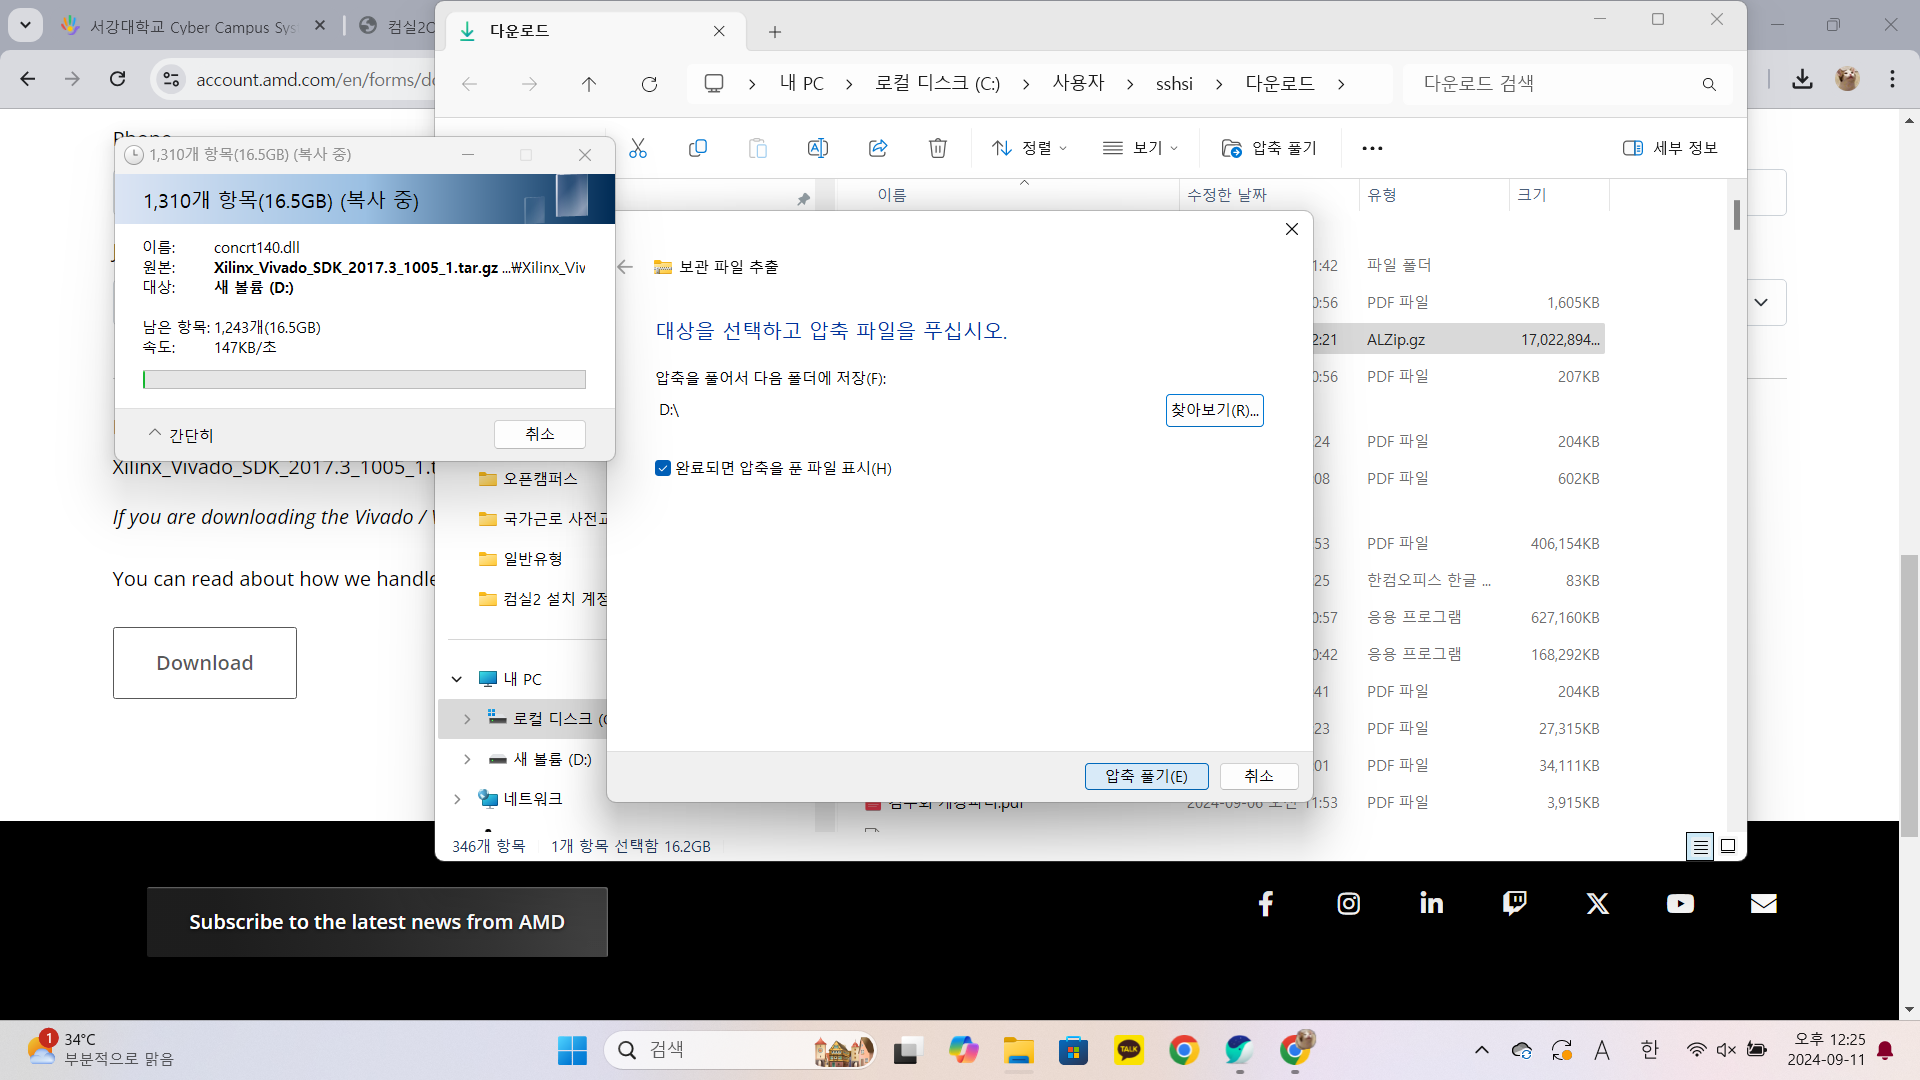 서강대학교 Cyber Campus Sys
account.amd.com/en/forms/do
Phone
1,310개 항목(16.5GB) (복사 중)
1,310개 항목(16.5GB) (복사 중)
이름: concrt140.dll
원본: Xilinx_Vivado_SDK_2017.3_1005_1.tar.gz ...₩Xilinx_Viv
대상: 새 볼륨 (D:)
남은 항목: 1,243개(16.5GB)
속도: 147KB/초
간단히
취소
Xilinx_Vivado_SDK_2017.3_1005_1.t
If you are downloading the Vivado /
You can read about how we handle
Download
다운로드
내 PC > 로컬 디스크 (C:) > 사용자 > sshsi > 다운로드 >
다운로드 검색
정렬
보기
압축 풀기
세부 정보
이름 수정한 날짜 유형 크기
1:42 파일 폴더
0:56 PDF 파일 1,605KB
2:21 ALZip.gz 17,022,894...
0:56 PDF 파일 207KB
24 PDF 파일 204KB
08 PDF 파일 602KB
53 PDF 파일 406,154KB
25 한컴오피스 한글 ... 83KB
0:57 응용 프로그램 627,160KB
0:42 응용 프로그램 168,292KB
41 PDF 파일 204KB
23 PDF 파일 27,315KB
01 PDF 파일 34,111KB
11:53 PDF 파일 3,915KB
오픈캠퍼스
국가근로 사전교
일반유형
컴실2 설치 계정
내 PC
로컬 디스크 (C
새 볼륨 (D:)
네트워크
346개 항목 1개 항목 선택함 16.2GB
보관 파일 추출
대상을 선택하고 압축 파일을 푸십시오.
압축을 풀어서 다음 폴더에 저장(F):
D:\
찾아보기(R)...
완료되면 압축을 푼 파일 표시(H)
압축 풀기(E)
취소
Subscribe to the latest news from AMD
1
34°C
부분적으로 맑음
검색
TALK
A
한
오후 12:25
2024-09-11